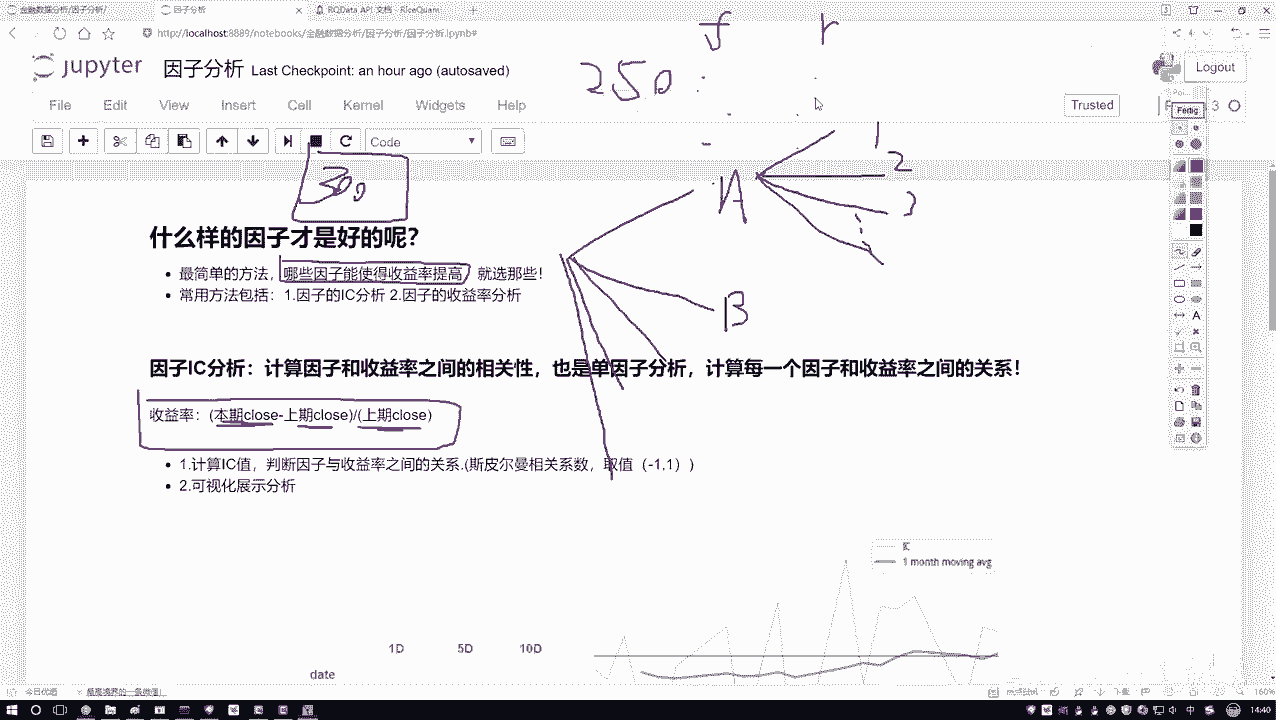 金融数据分析/因子分析/
因子分析
RQData API 文档 - RiceQuant
http://localhost:8889/notebooks/金融数据分析/因子分析/因子分析.ipynb#
f r
250
jupyter 因子分析 Last Checkpoint: an hour ago (autosaved)
Logout
File Edit View Insert Cell Kernel Widgets Help
Trusted
3
Code
300
A
1
2
3
B
什么样的因子才是好的呢？
最简单的方法，哪些因子能使得收益率提高，就选那些！
常用方法包括：1.因子的IC分析 2.因子的收益率分析
因子IC分析：计算因子和收益率之间的相关性，也是单因子分析，计算每一个因子和收益率之间的关系！
收益率：(本期close-上期close)/(上期close)
1.计算IC值，判断因子与收益率之间的关系.(斯皮尔曼相关系数，取值（-1.1））
2.可视化展示分析
IC
1 month moving avg
1D 5D 10D
date
今日优选
160%
14:40